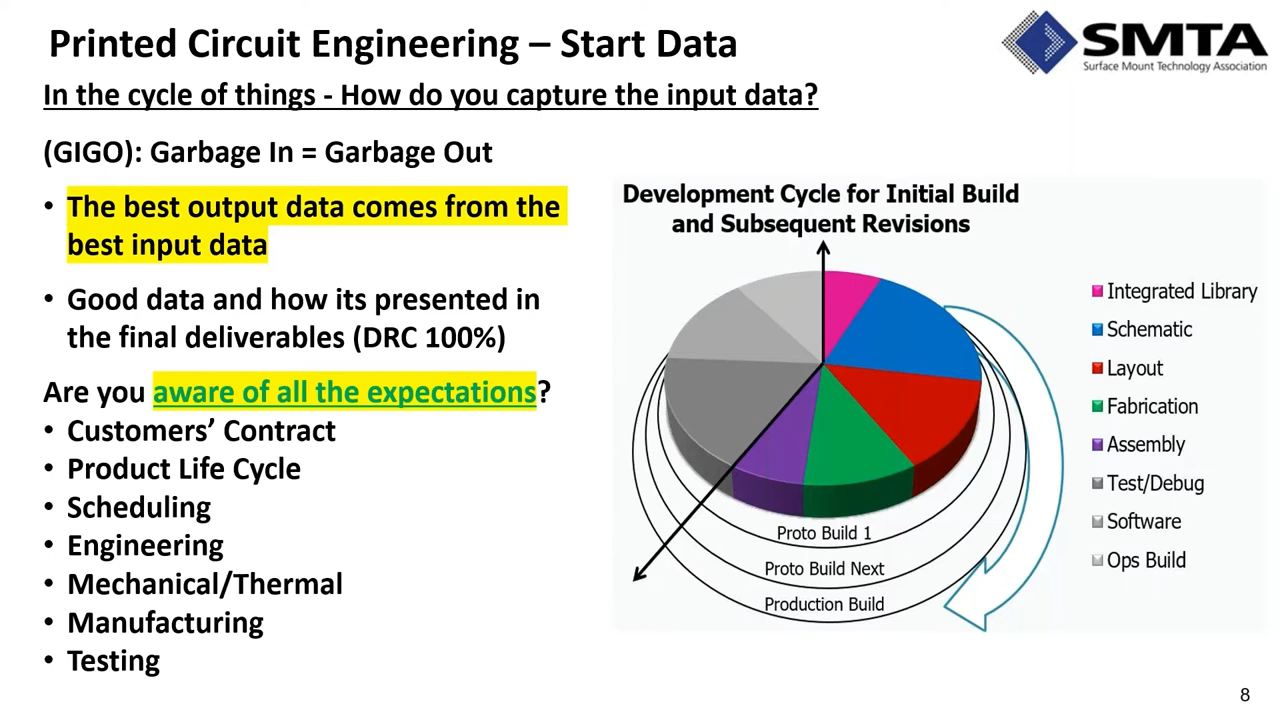 Printed Circuit Engineering – Start Data
SMTA
Surface Mount Technology Association
In the cycle of things - How do you capture the input data?
(GIGO): Garbage In = Garbage Out
• The best output data comes from the
best input data
• Good data and how its presented in
the final deliverables (DRC 100%)
Are you aware of all the expectations?
• Customers’ Contract
• Product Life Cycle
• Scheduling
• Engineering
• Mechanical/Thermal
• Manufacturing
• Testing
Development Cycle for Initial Build
and Subsequent Revisions
Integrated Library
Schematic
Layout
Fabrication
Assembly
Test/Debug
Software
Ops Build
Proto Build 1
Proto Build Next
Production Build
8